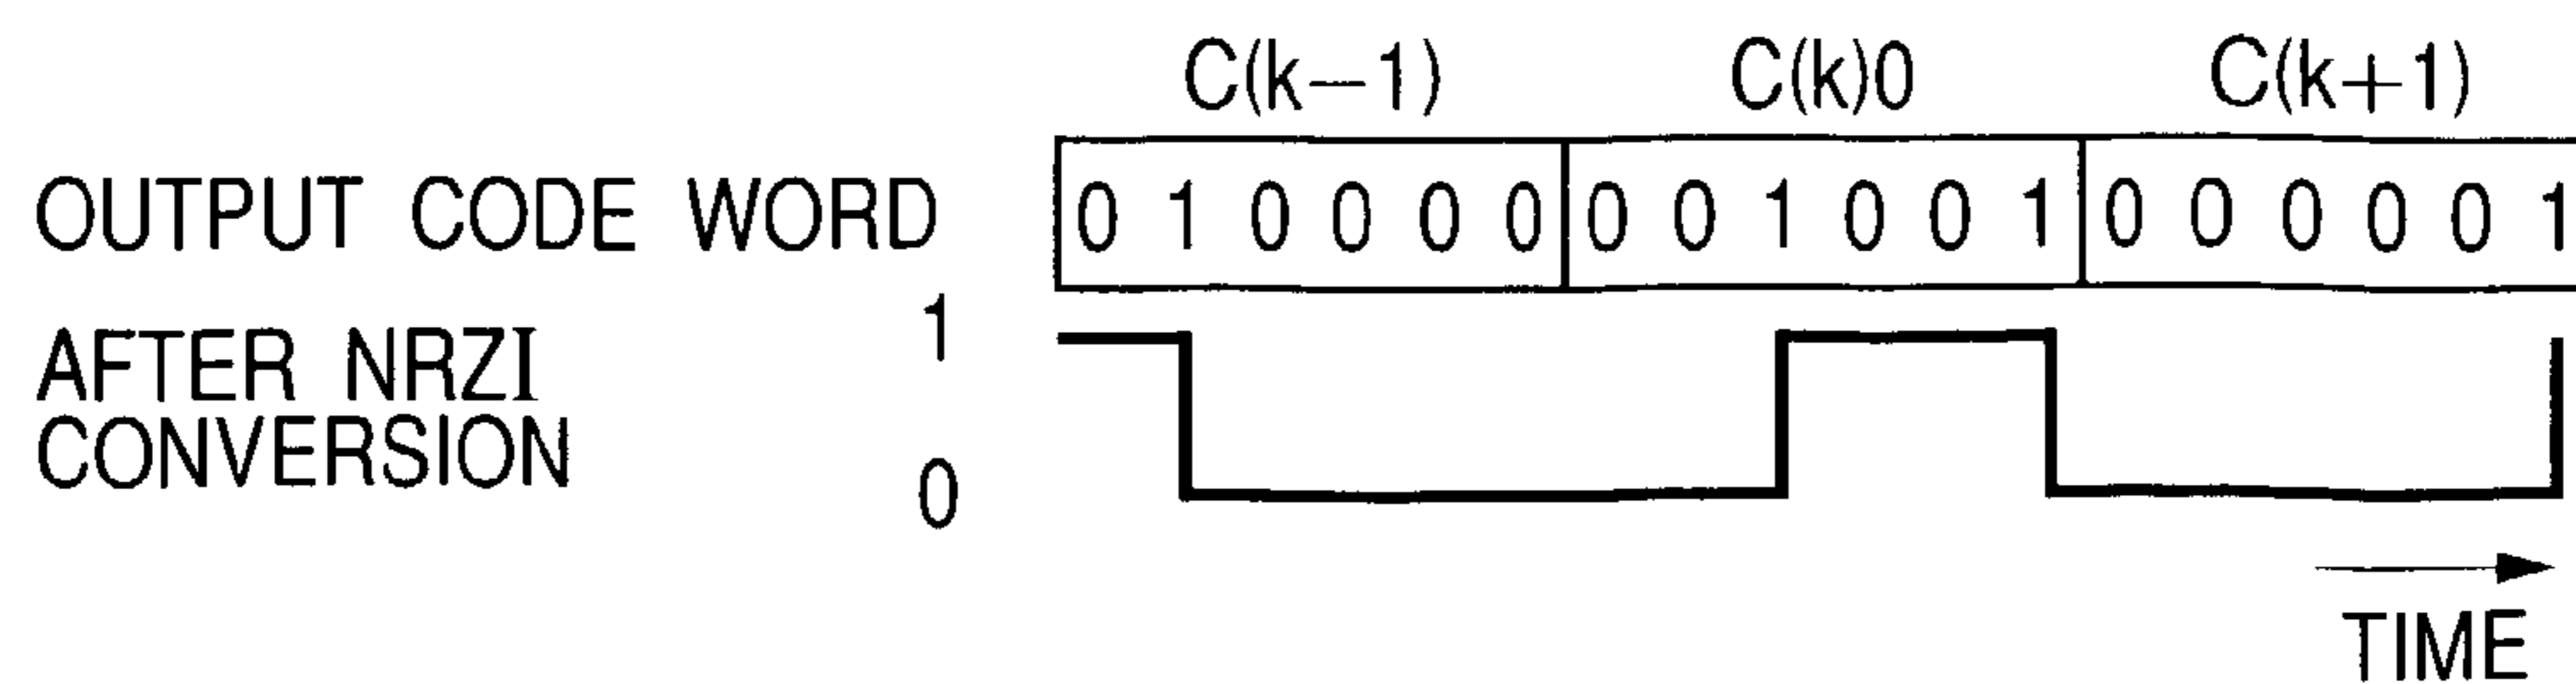 C(k−1) C(k)0 C(k+1)
OUTPUT CODE WORD 0 1 0 0 0 0 0 0 1 0 0 1 0 0 0 0 0 1
1
AFTER NRZI
CONVERSION
0
TIME